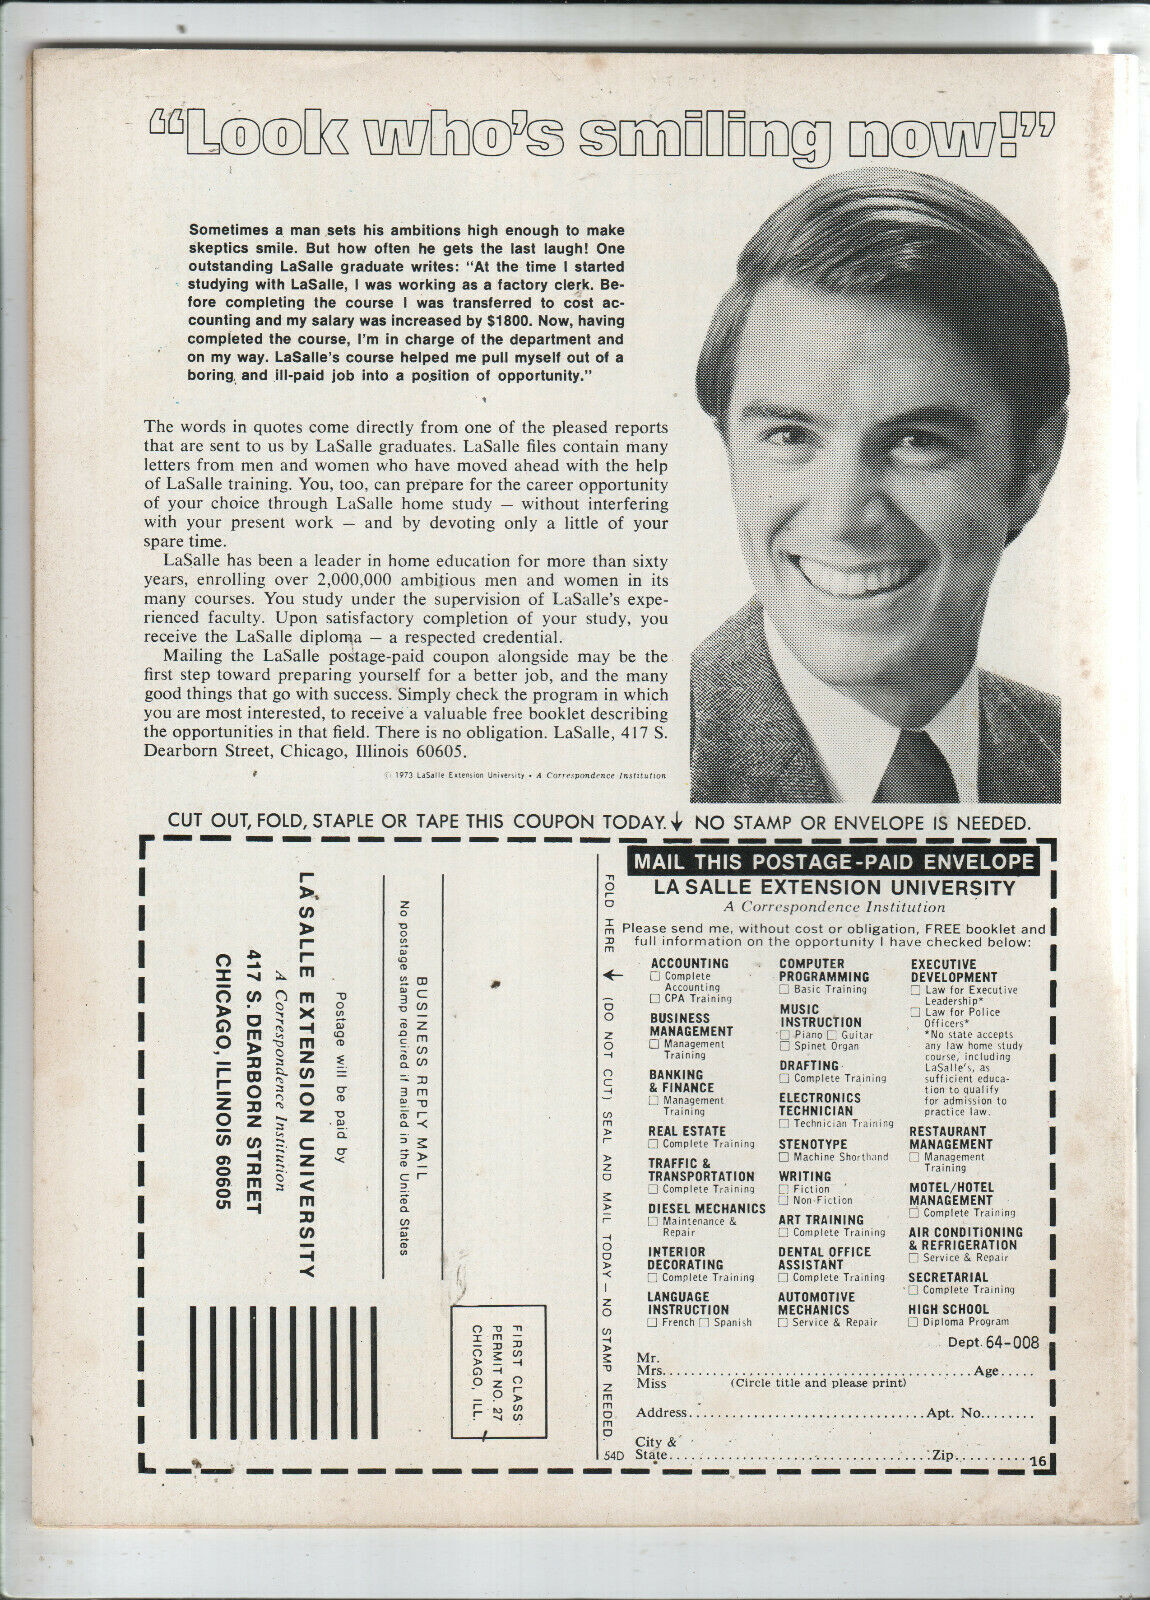 “Look who's smiling now!”
Sometimes a man sets his ambitions high enough to make
skeptics smile. But how often he gets the last laugh! One
outstanding LaSalle graduate writes: "At the time I started
studying with LaSalle, I was working as a factory clerk. Be-
fore completing the course I was transferred to cost ac-
counting and my salary was increased by $1800. Now, having
completed the course, I'm in charge of the department and
on my way. LaSalle's course helped me pull myself out of a
boring and ill-paid job into a position of opportunity."
The words in quotes come directly from one of the pleased reports
that are sent to us by LaSalle graduates. LaSalle files contain many
letters from men and women who have moved ahead with the help
of LaSalle training. You, too, can prepare for the career opportunity
of your choice through LaSalle home study — without interfering
with your present work — and by devoting only a little of your
spare time.
LaSalle has been a leader in home education for more than sixty
years, enrolling over 2,000,000 ambitious men and women in its
many courses. You study under the supervision of LaSalle's expe-
rienced faculty. Upon satisfactory completion of your study, you
receive the LaSalle diploma — a respected credential.
Mailing the LaSalle postage-paid coupon alongside may be the
first step toward preparing yourself for a better job, and the many
good things that go with success. Simply check the program in which
you are most interested, to receive a valuable free booklet describing
the opportunities in that field. There is no obligation. LaSalle, 417 S.
Dearborn Street, Chicago, Illinois 60605.
© 1973 LaSalle Extension University • A Correspondence Institution
CUT OUT, FOLD, STAPLE OR TAPE THIS COUPON TODAY. ↓ NO STAMP OR ENVELOPE IS NEEDED.
FIRST CLASS
PERMIT NO. 27
CHICAGO, ILL.
BUSINESS REPLY MAIL
No postage stamp required if mailed in the United States
Postage will be paid by
LA SALLE EXTENSION UNIVERSITY
A Correspondence Institution
417 S. DEARBORN STREET
CHICAGO, ILLINOIS 60605
FOLD HERE → (DO NOT CUT) SEAL AND MAIL TODAY — NO STAMP NEEDED.
54D
MAIL THIS POSTAGE-PAID ENVELOPE
LA SALLE EXTENSION UNIVERSITY
A Correspondence Institution
Please send me, without cost or obligation, FREE booklet and
full information on the opportunity I have checked below:
ACCOUNTING
☐ Complete
Accounting
☐ CPA Training
BUSINESS
MANAGEMENT
☐ Management
Training
BANKING
& FINANCE
☐ Management
Training
REAL ESTATE
☐ Complete Training
TRAFFIC &
TRANSPORTATION
☐ Complete Training
DIESEL MECHANICS
☐ Maintenance &
Repair
INTERIOR
DECORATING
☐ Complete Training
LANGUAGE
INSTRUCTION
☐ French ☐ Spanish
COMPUTER
PROGRAMMING
☐ Basic Training
MUSIC
INSTRUCTION
☐ Piano ☐ Guitar
☐ Spinet Organ
DRAFTING
☐ Complete Training
ELECTRONICS
TECHNICIAN
☐ Technician Training
STENOTYPE
☐ Machine Shorthand
WRITING
☐ Fiction
☐ Non-Fiction
ART TRAINING
☐ Complete Training
DENTAL OFFICE
ASSISTANT
☐ Complete Training
AUTOMOTIVE
MECHANICS
☐ Service & Repair
EXECUTIVE
DEVELOPMENT
☐ Law for Executive
Leadership*
☐ Law for Police
Officers*
*No state accepts
any law home study
course, including
LaSalle's, as
sufficient educa-
tion to qualify
for admission to
practice law.
RESTAURANT
MANAGEMENT
☐ Management
Training
MOTEL/HOTEL
MANAGEMENT
☐ Complete Training
AIR CONDITIONING
& REFRIGERATION
☐ Service & Repair
SECRETARIAL
☐ Complete Training
HIGH SCHOOL
☐ Diploma Program
Dept. 64-008
Mr.
Mrs. Age
Miss (Circle title and please print)
Address Apt. No.
City &
State Zip
16